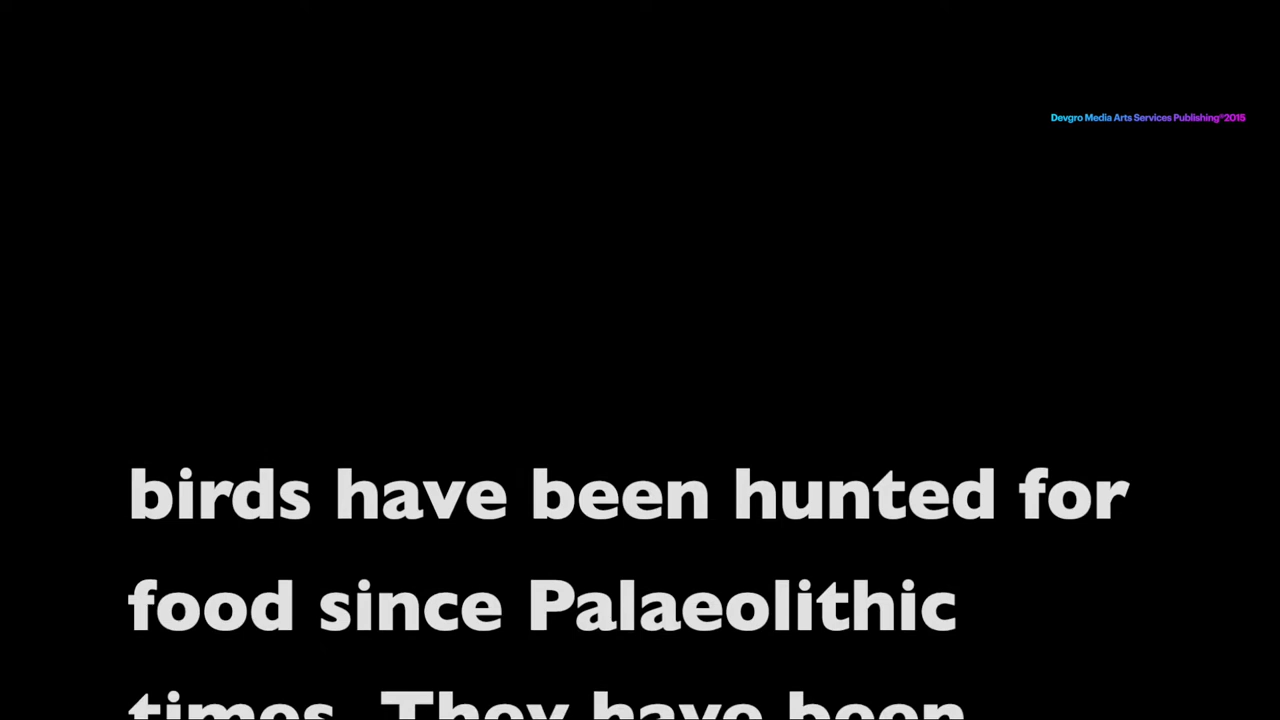 Devgro Media Arts Services Publishing®2015
birds have been hunted for
food since Palaeolithic
times. They have been